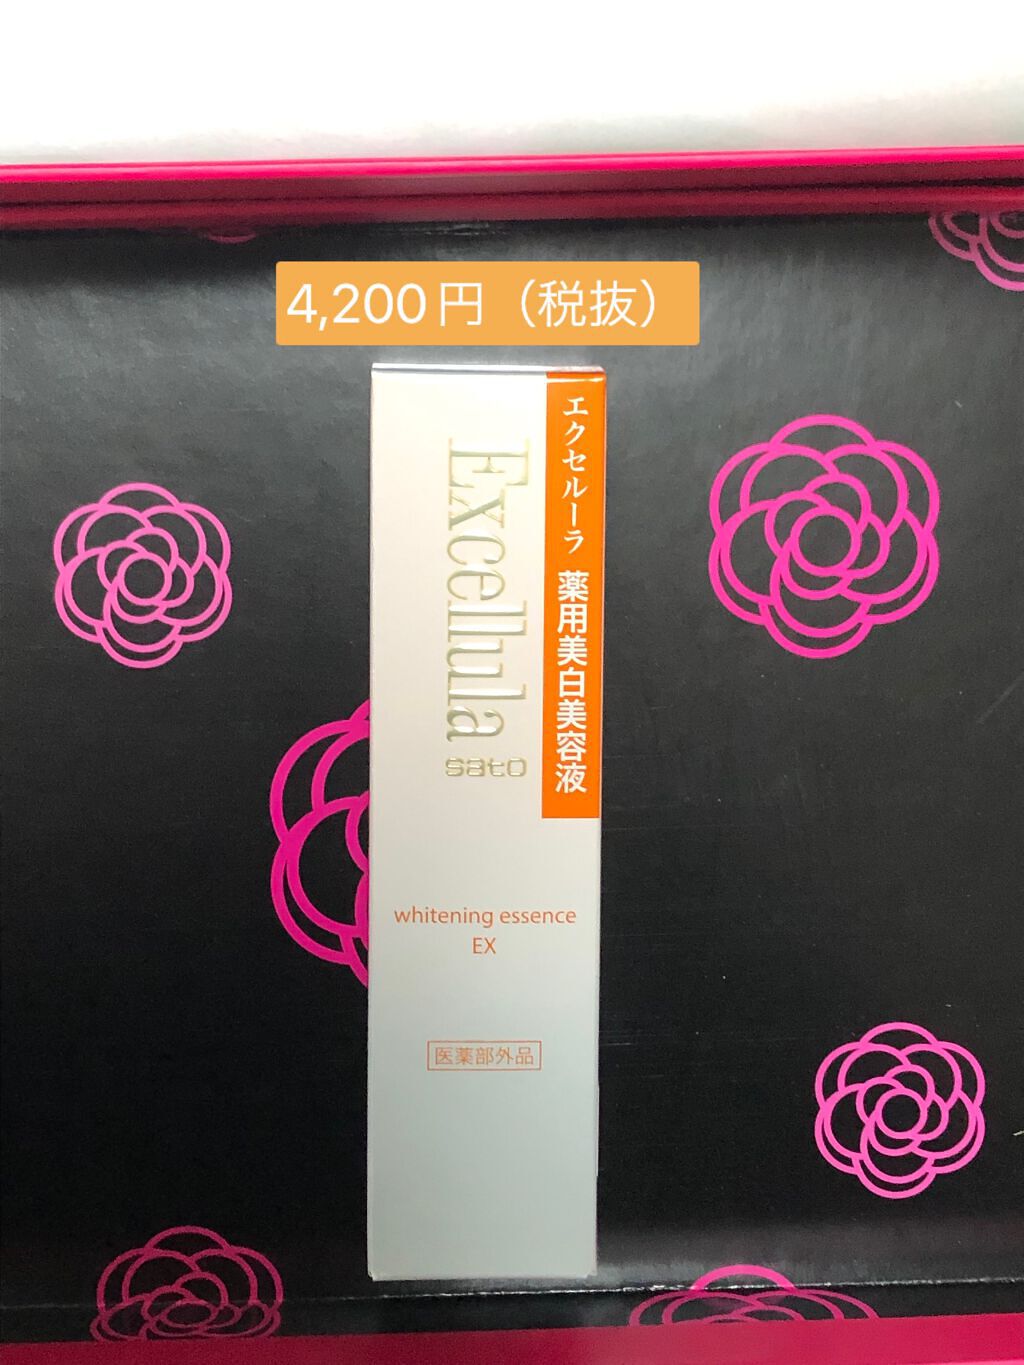 4,200円（税抜）
エクセルーラ 薬用美白美容液
Excellula
sato
whitening essence
EX
医薬部外品